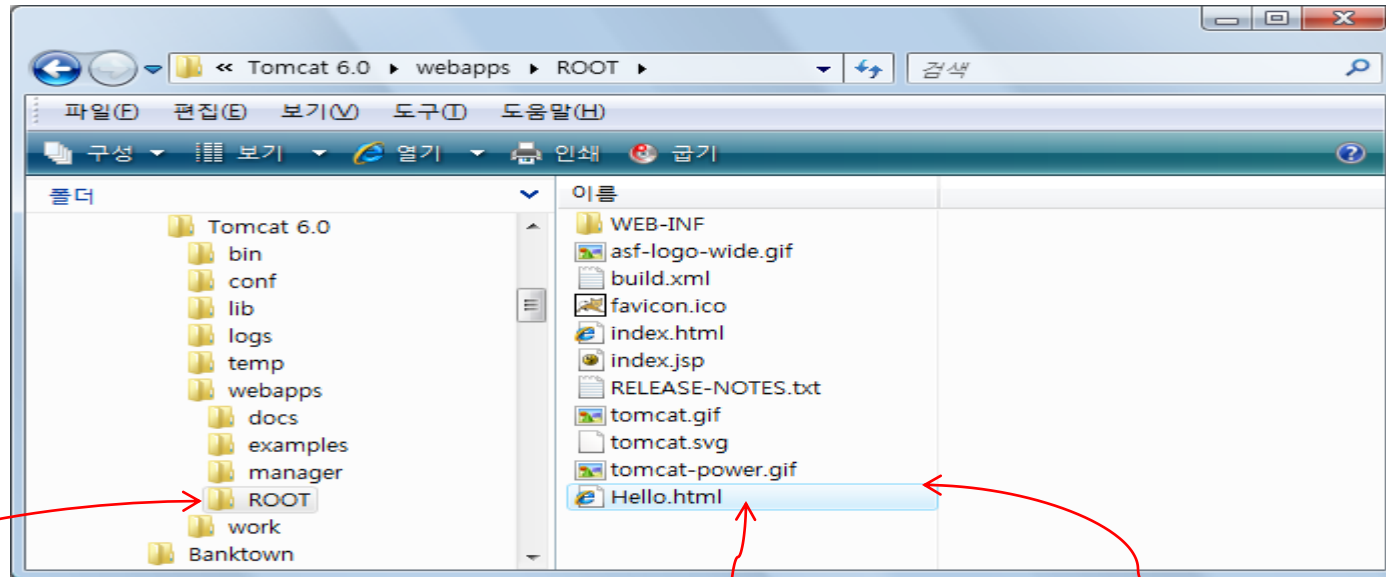 « Tomcat 6.0 ▸ webapps ▸ ROOT ▸ 검색
파일(F) 편집(E) 보기(V) 도구(T) 도움말(H)
구성 보기 열기 인쇄 굽기
폴더
Tomcat 6.0
bin
conf
lib
logs
temp
webapps
docs
examples
manager
ROOT
work
Banktown
이름
WEB-INF
asf-logo-wide.gif
build.xml
favicon.ico
index.html
index.jsp
RELEASE-NOTES.txt
tomcat.gif
tomcat.svg
tomcat-power.gif
Hello.html